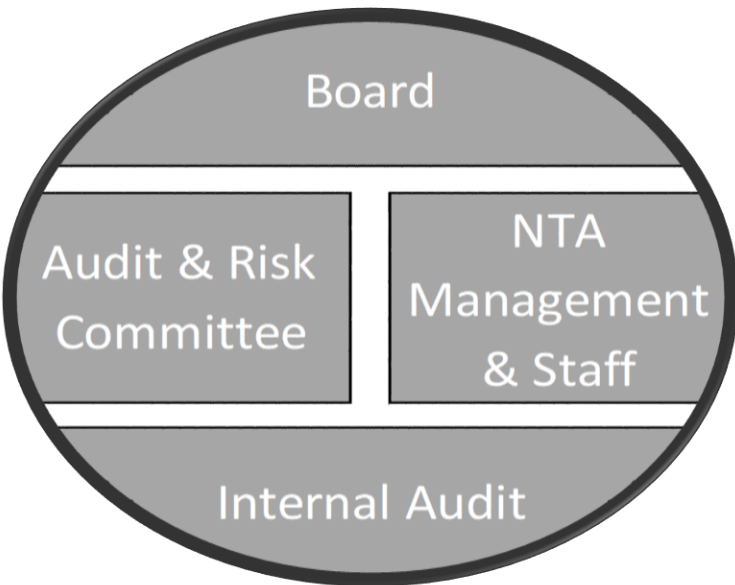 Board
Audit & Risk
Committee
NTA
Management
& Staff
Internal Audit